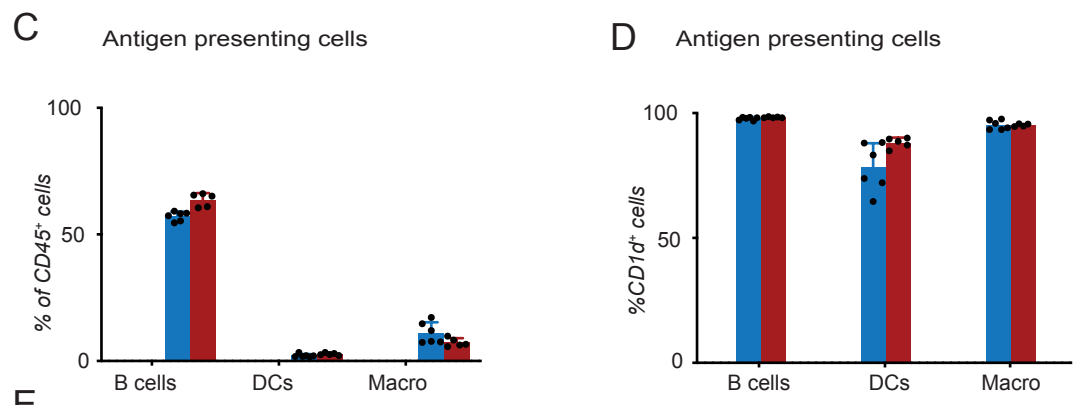 C
Antigen presenting cells
% of CD45⁺ cells
100
50
0
B cells
DCs
Macro
D
Antigen presenting cells
%CD1d⁺ cells
100
50
0
B cells
DCs
Macro